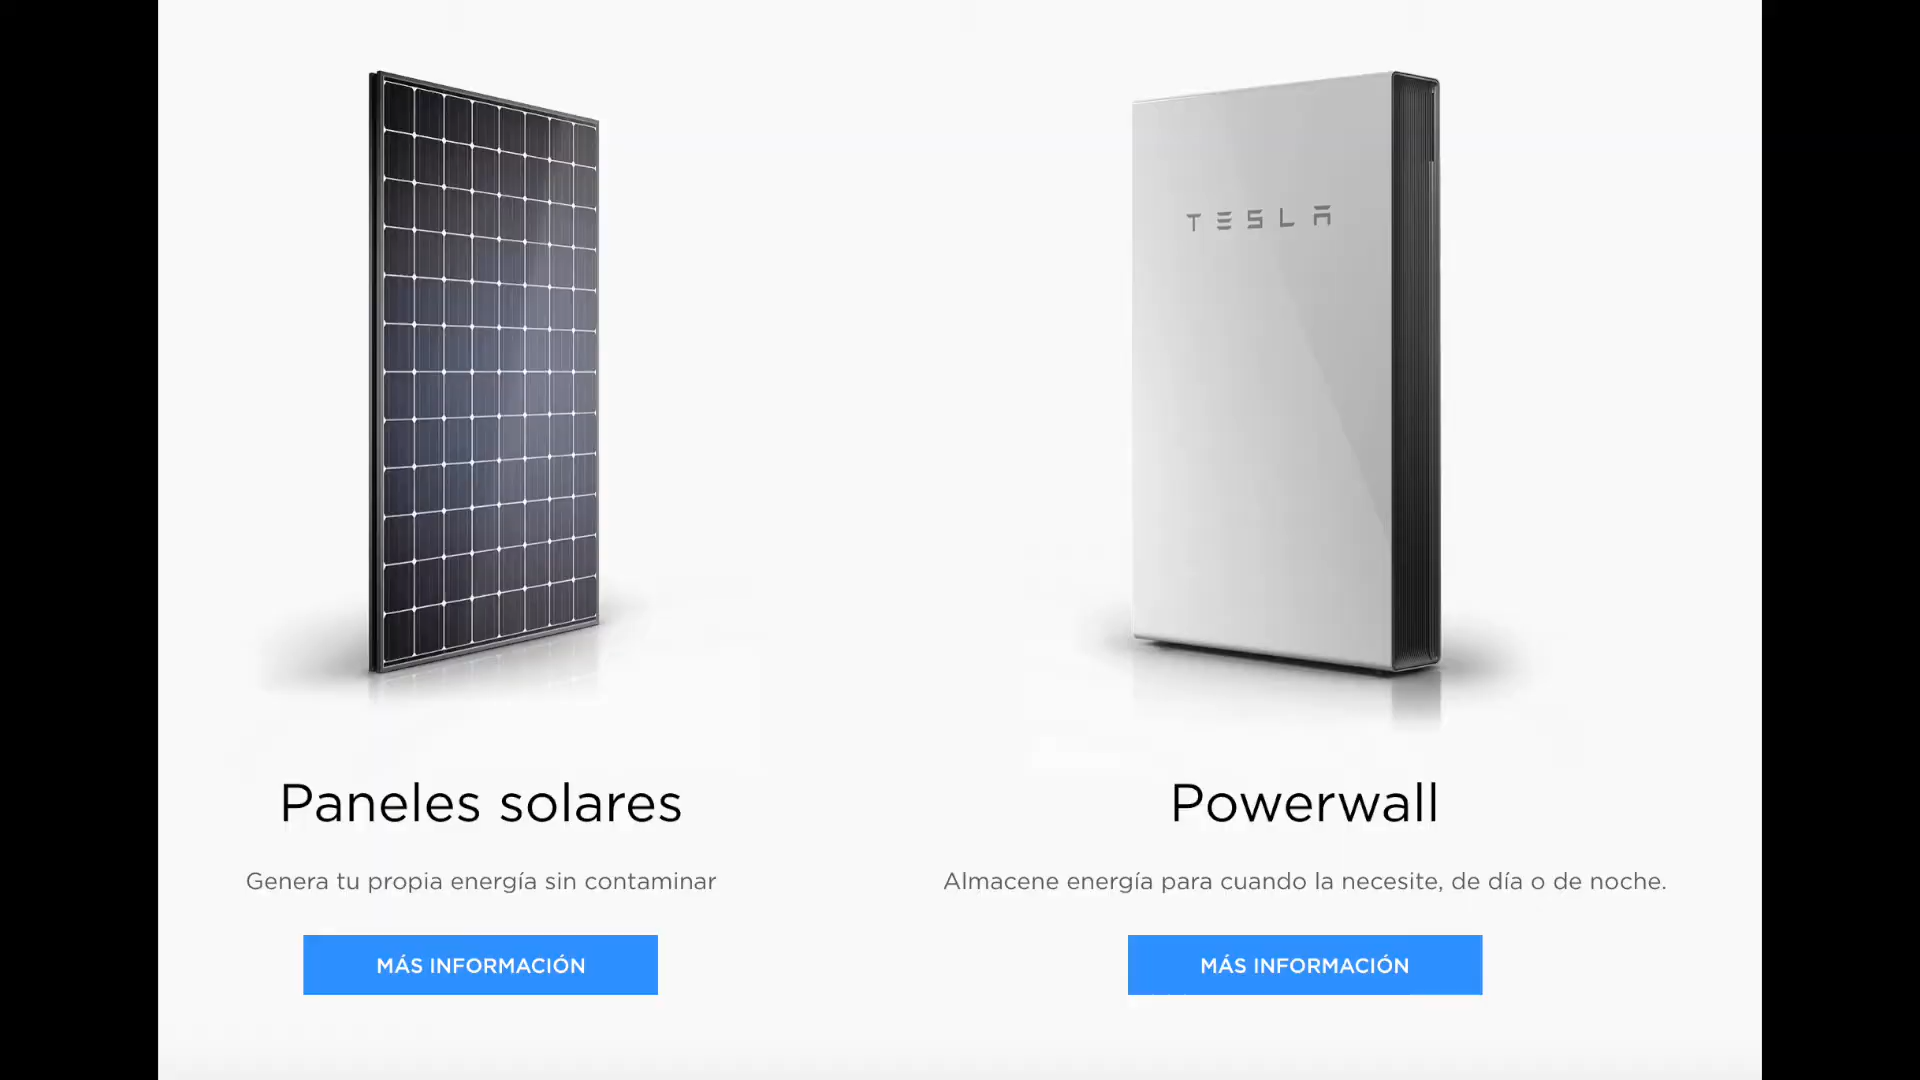 TESLA
Paneles solares
Genera tu propia energía sin contaminar
MÁS INFORMACIÓN
Powerwall
Almacene energía para cuando la necesite, de día o de noche.
MÁS INFORMACIÓN